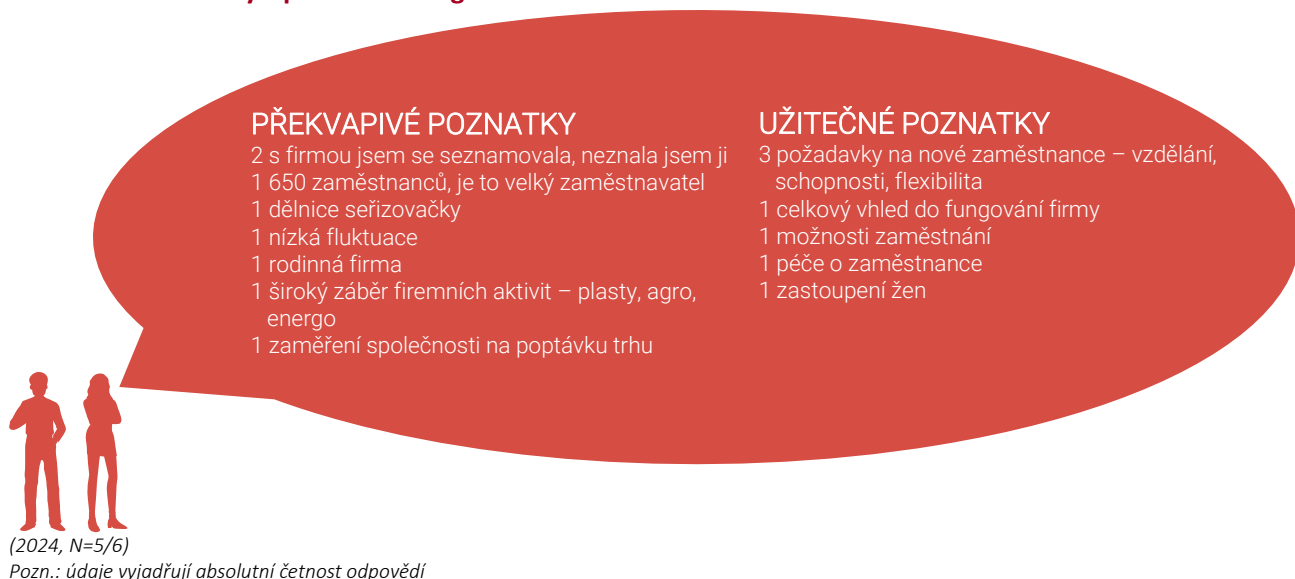 PŘEKVAPIVÉ POZNATKY
2 s firmou jsem se seznamovala, neznala jsem ji
1 650 zaměstnanců, je to velký zaměstnavatel
1 dělnice seřizovačky
1 nízká fluktuace
1 rodinná firma
1 široký záběr firemních aktivit – plasty, agro,
energo
1 zaměření společnosti na poptávku trhu
UŽITEČNÉ POZNATKY
3 požadavky na nové zaměstnance – vzdělání,
schopnosti, flexibilita
1 celkový vhled do fungování firmy
1 možnosti zaměstnání
1 péče o zaměstnance
1 zastoupení žen
(2024, N=5/6)
Pozn.: údaje vyjadřují absolutní četnost odpovědí